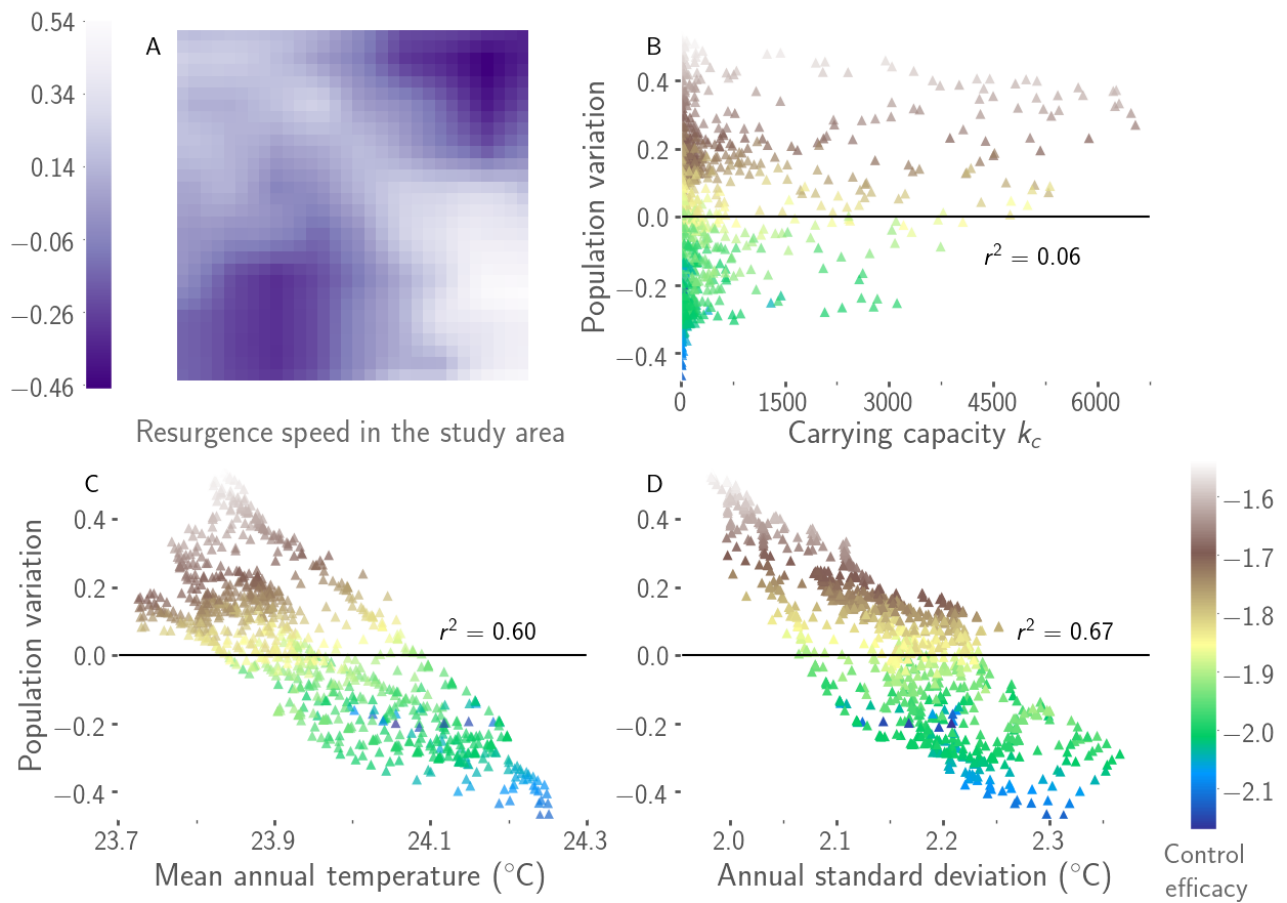 0.54
0.34
0.14
−0.06
−0.26
−0.46
A
Resurgence speed in the study area
B
Population variation
0.4
0.2
0.0
−0.2
−0.4
r² = 0.06
0 1500 3000 4500 6000
Carrying capacity k_c
C
Population variation
0.4
0.2
0.0
−0.2
−0.4
r² = 0.60
23.7 23.9 24.1 24.3
Mean annual temperature (°C)
D
0.4
0.2
0.0
−0.2
−0.4
r² = 0.67
2.0 2.1 2.2 2.3
Annual standard deviation (°C)
−1.6
−1.7
−1.8
−1.9
−2.0
−2.1
Control
efficacy